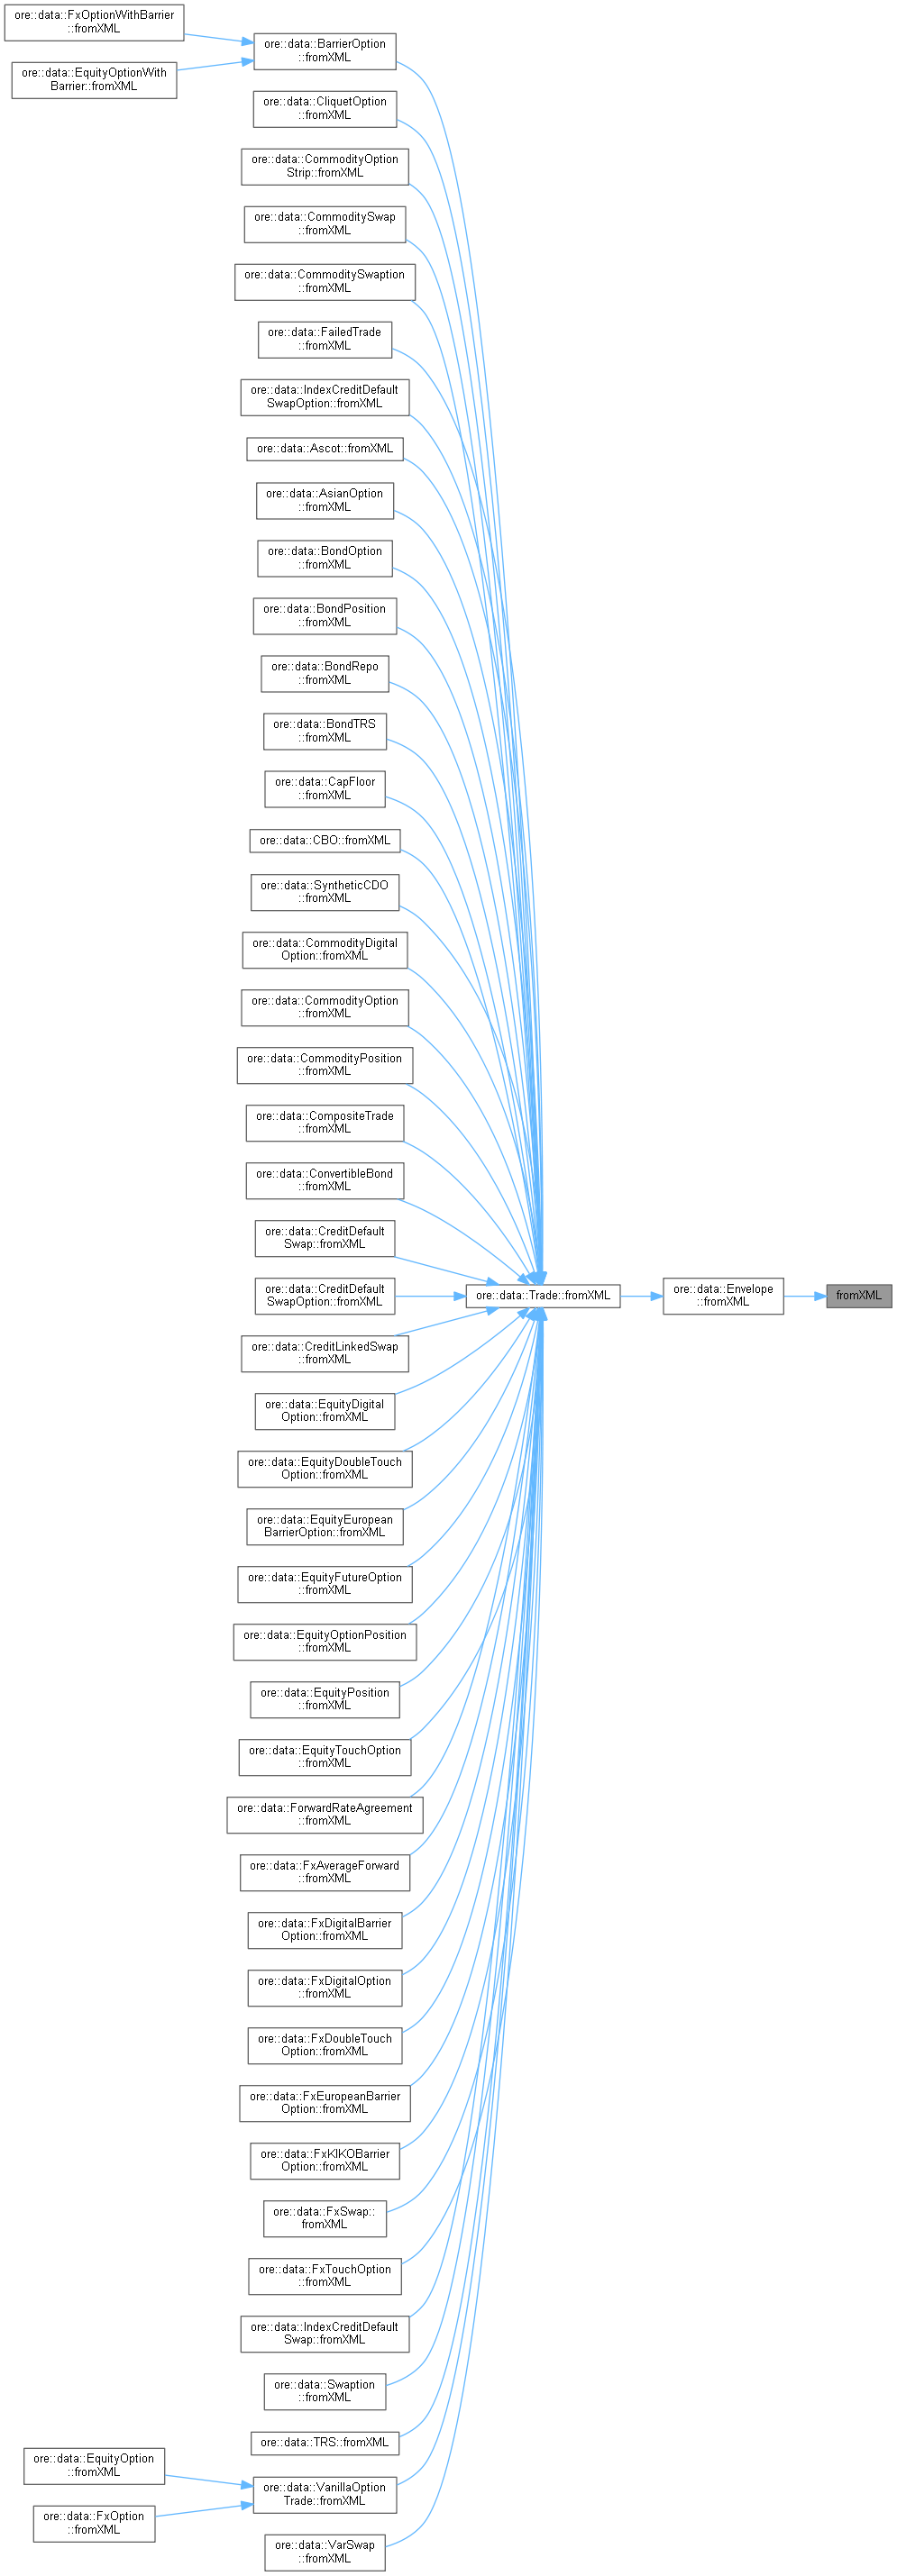 ore::data::FxOptionWithBarrier
::fromXML
ore::data::BarrierOption
::fromXML
ore::data::EquityOptionWith
Barrier::fromXML
ore::data::CliquetOption
::fromXML
ore::data::CommodityOption
Strip::fromXML
ore::data::CommoditySwap
::fromXML
ore::data::CommoditySwaption
::fromXML
ore::data::FailedTrade
::fromXML
ore::data::IndexCreditDefault
SwapOption::fromXML
ore::data::Ascot::fromXML
ore::data::AsianOption
::fromXML
ore::data::BondOption
::fromXML
ore::data::BondPosition
::fromXML
ore::data::BondRepo
::fromXML
ore::data::BondTRS
::fromXML
ore::data::CapFloor
::fromXML
ore::data::CBO::fromXML
ore::data::SyntheticCDO
::fromXML
ore::data::CommodityDigital
Option::fromXML
ore::data::CommodityOption
::fromXML
ore::data::CommodityPosition
::fromXML
ore::data::CompositeTrade
::fromXML
ore::data::ConvertibleBond
::fromXML
ore::data::CreditDefault
Swap::fromXML
ore::data::CreditDefault
SwapOption::fromXML
ore::data::Trade::fromXML
ore::data::Envelope
::fromXML
fromXML
ore::data::CreditLinkedSwap
::fromXML
ore::data::EquityDigital
Option::fromXML
ore::data::EquityDoubleTouch
Option::fromXML
ore::data::EquityEuropean
BarrierOption::fromXML
ore::data::EquityFutureOption
::fromXML
ore::data::EquityOptionPosition
::fromXML
ore::data::EquityPosition
::fromXML
ore::data::EquityTouchOption
::fromXML
ore::data::ForwardRateAgreement
::fromXML
ore::data::FxAverageForward
::fromXML
ore::data::FxDigitalBarrier
Option::fromXML
ore::data::FxDigitalOption
::fromXML
ore::data::FxDoubleTouch
Option::fromXML
ore::data::FxEuropeanBarrier
Option::fromXML
ore::data::FxKIKOBarrier
Option::fromXML
ore::data::FxSwap::
fromXML
ore::data::FxTouchOption
::fromXML
ore::data::IndexCreditDefault
Swap::fromXML
ore::data::Swaption
::fromXML
ore::data::TRS::fromXML
ore::data::EquityOption
::fromXML
ore::data::VanillaOption
Trade::fromXML
ore::data::FxOption
::fromXML
ore::data::VarSwap
::fromXML